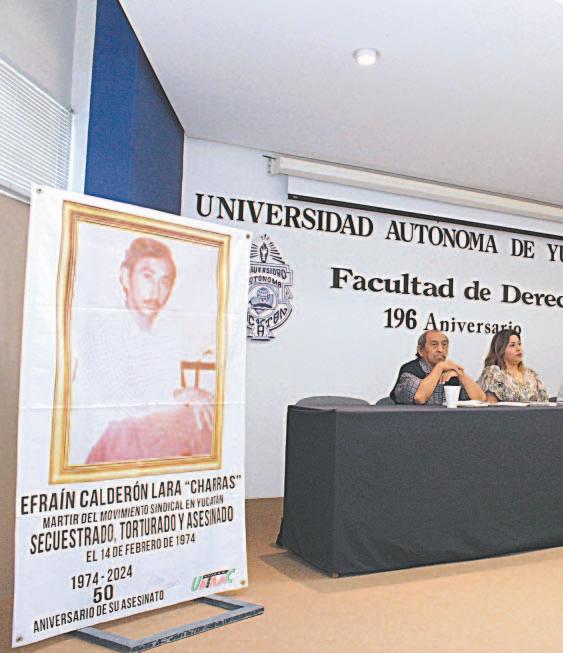 UNIVERSIDAD AUTÓNOMA DE YU
Facultad de Derec
196 Aniversario
EFRAÍN CALDERÓN LARA "CHARRAS"
MARTIR DEL MOVIMIENTO SINDICAL EN YUCATÁN
SECUESTRADO, TORTURADO Y ASESINADO
EL 14 DE FEBRERO DE 1974
1974 - 2024
50
ANIVERSARIO DE SU ASESINATO